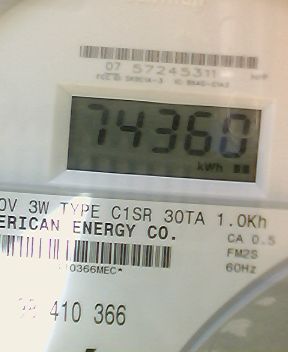 07 57245311
74360
kWh
0V 3W TYPE C1SR 30TA 1.0Kh
ERICAN ENERGY CO.
CA 0.5
FM2S
60Hz
0366MEC*
410 366